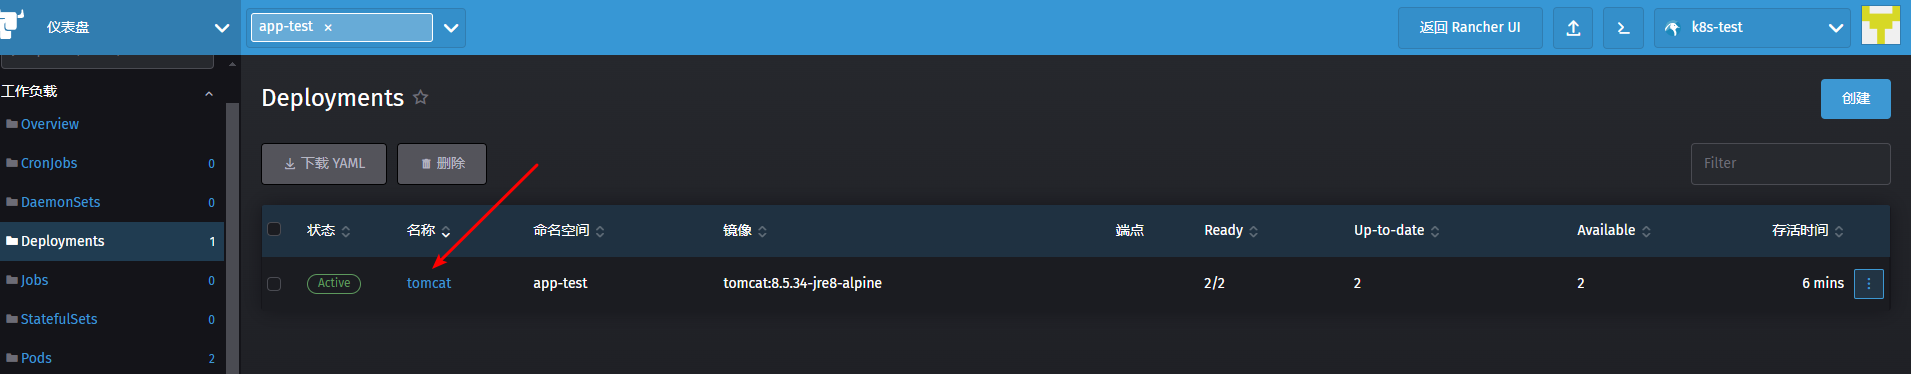 仪表盘
app-test ×
返回 Rancher UI
k8s-test
工作负载
Overview
CronJobs 0
DaemonSets 0
Deployments 1
Jobs 0
StatefulSets 0
Pods 2
Deployments
创建
下载 YAML
删除
Filter
状态 名称 命名空间 镜像 端点 Ready Up-to-date Available 存活时间
Active tomcat app-test tomcat:8.5.34-jre8-alpine 2/2 2 2 6 mins